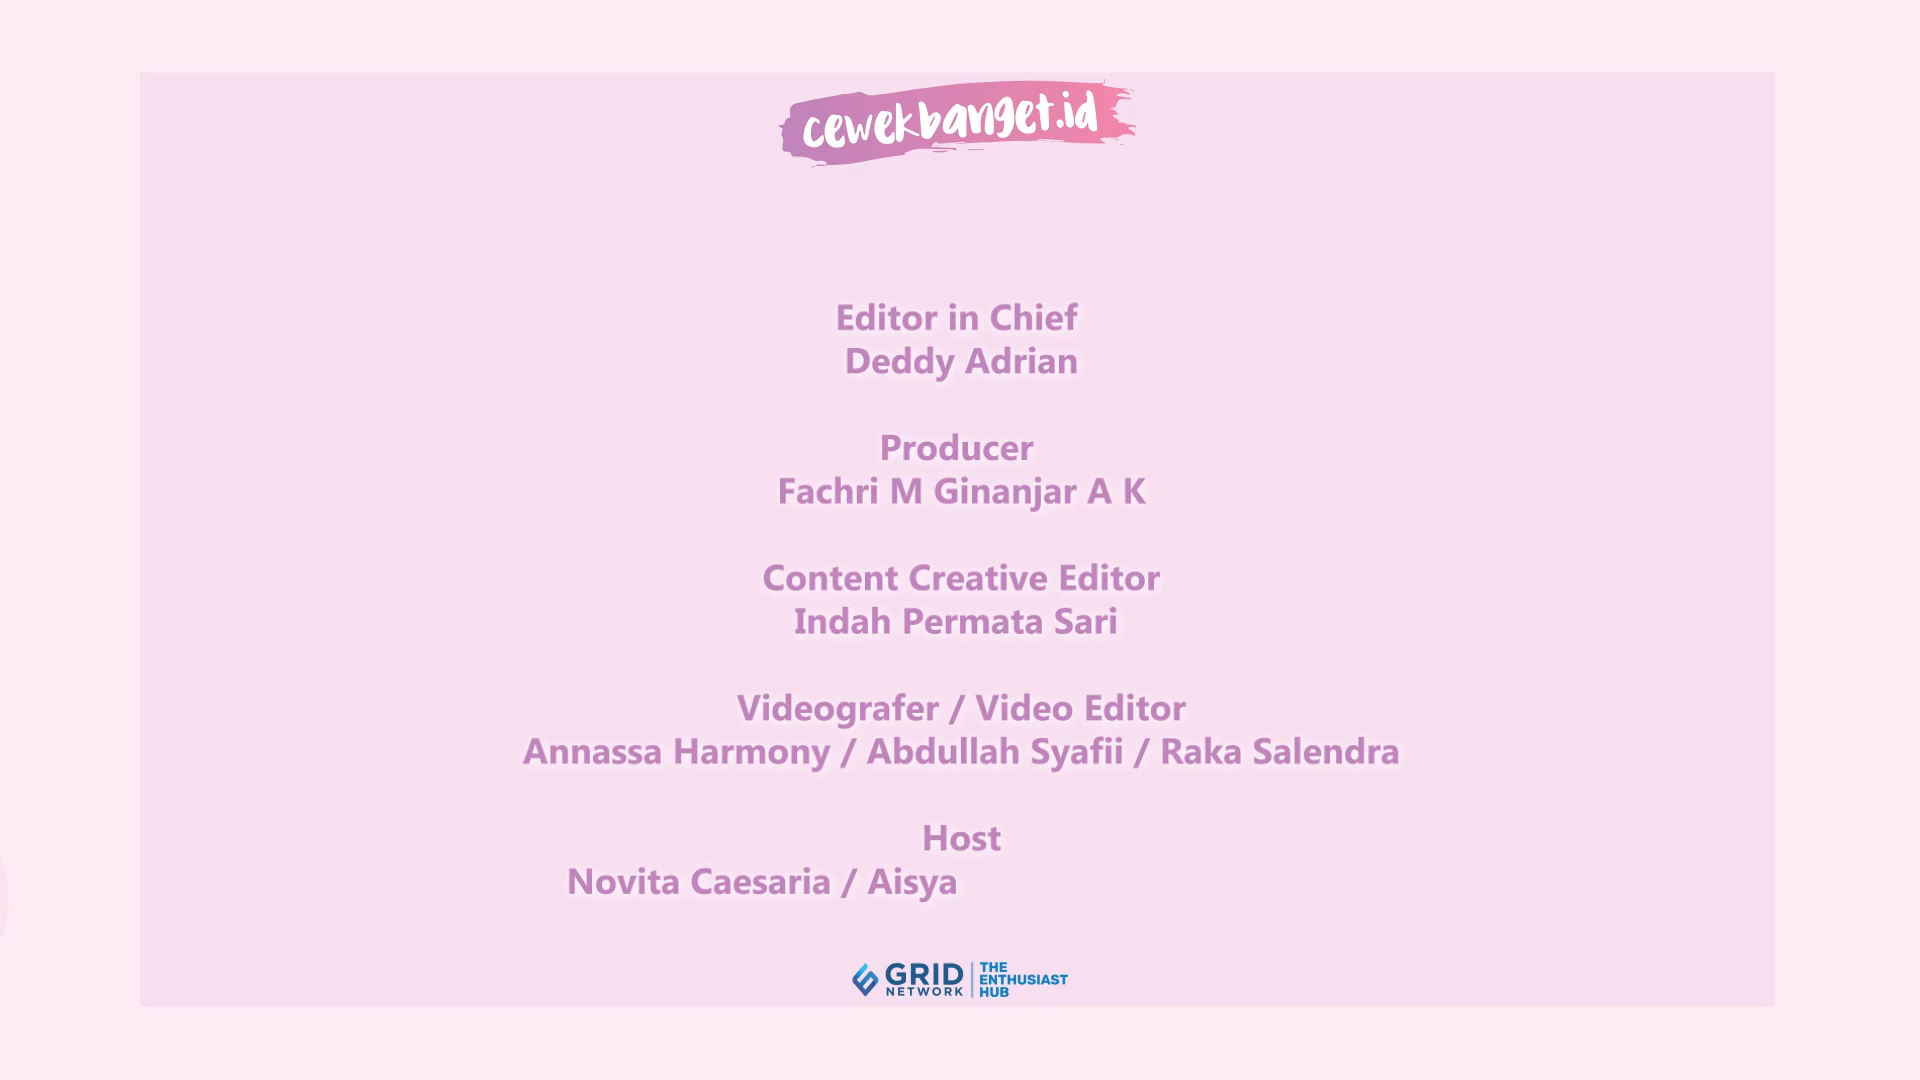 cewekbanget.id
Editor in Chief
Deddy Adrian
Producer
Fachri M Ginanjar A K
Content Creative Editor
Indah Permata Sari
Videografer / Video Editor
Annassa Harmony / Abdullah Syafii / Raka Salendra
Host
Novita Caesaria / Aisya
GRID NETWORK
THE
ENTHUSIAST
HUB